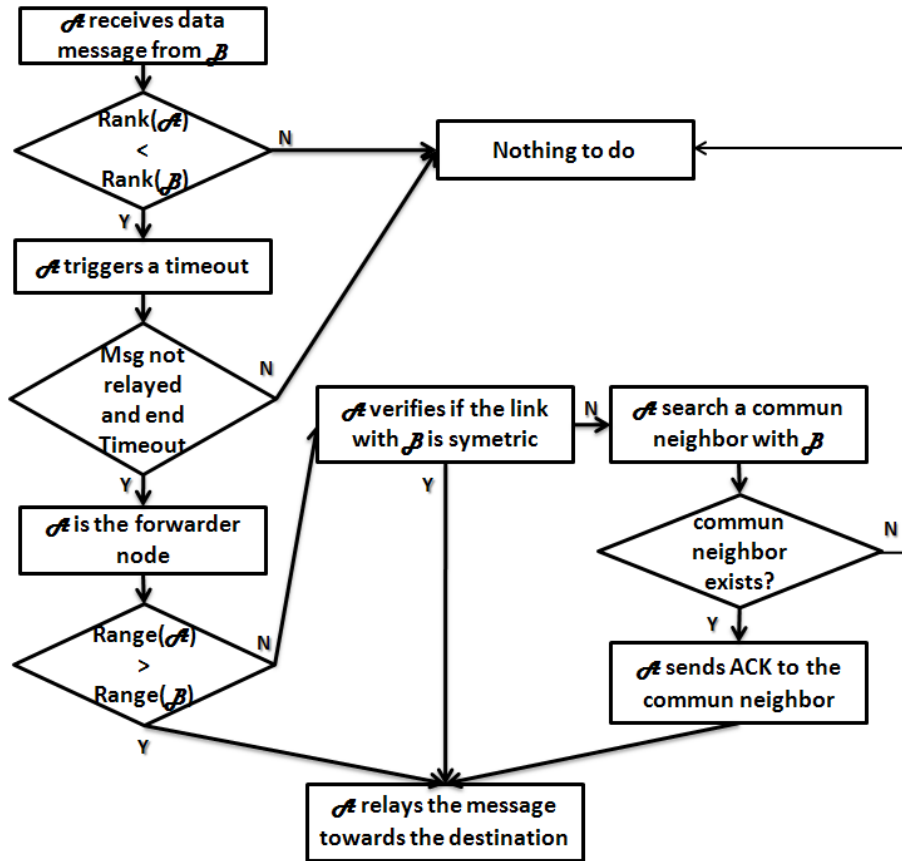 𝓐 receives data
message from 𝓑
Rank(𝓐)
<
Rank(𝓑)
N
Nothing to do
Y
𝓐 triggers a timeout
Msg not
relayed
and end
Timeout
N
Y
𝓐 verifies if the link
with 𝓑 is symetric
N
𝓐 search a commun
neighbor with 𝓑
Y
𝓐 is the forwarder
node
commun
neighbor
exists?
N
Range(𝓐)
>
Range(𝓑)
N
Y
Y
𝓐 sends ACK to the
commun neighbor
𝓐 relays the message
towards the destination